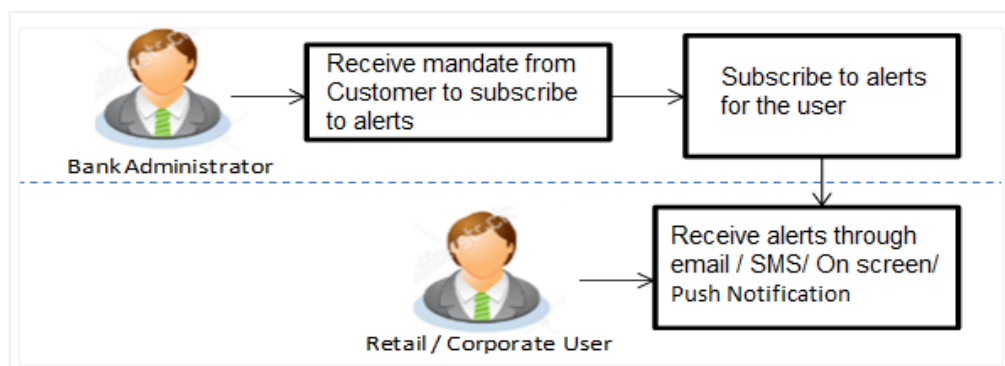 Receive mandate from
Customer to subscribe
to alerts
Subscribe to alerts
for the user
Bank Administrator
Receive alerts through
email / SMS/ On screen/
Push Notification
Retail / Corporate User